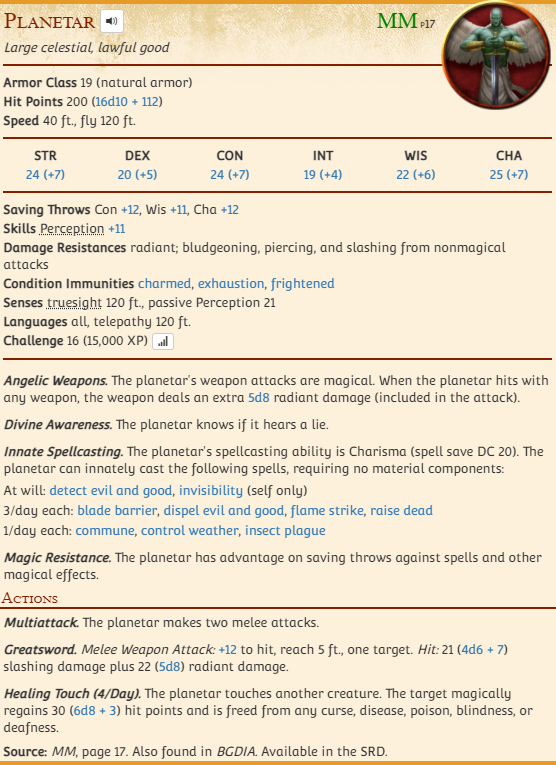 Planetar MM p17
Large celestial, lawful good
Armor Class 19 (natural armor)
Hit Points 200 (16d10 + 112)
Speed 40 ft., fly 120 ft.
STR DEX CON INT WIS CHA
24 (+7) 20 (+5) 24 (+7) 19 (+4) 22 (+6) 25 (+7)
Saving Throws Con +12, Wis +11, Cha +12
Skills Perception +11
Damage Resistances radiant; bludgeoning, piercing, and slashing from nonmagical
attacks
Condition Immunities charmed, exhaustion, frightened
Senses truesight 120 ft., passive Perception 21
Languages all, telepathy 120 ft.
Challenge 16 (15,000 XP)
Angelic Weapons. The planetar's weapon attacks are magical. When the planetar hits with
any weapon, the weapon deals an extra 5d8 radiant damage (included in the attack).
Divine Awareness. The planetar knows if it hears a lie.
Innate Spellcasting. The planetar's spellcasting ability is Charisma (spell save DC 20). The
planetar can innately cast the following spells, requiring no material components:
At will: detect evil and good, invisibility (self only)
3/day each: blade barrier, dispel evil and good, flame strike, raise dead
1/day each: commune, control weather, insect plague
Magic Resistance. The planetar has advantage on saving throws against spells and other
magical effects.
Actions
Multiattack. The planetar makes two melee attacks.
Greatsword. Melee Weapon Attack: +12 to hit, reach 5 ft., one target. Hit: 21 (4d6 + 7)
slashing damage plus 22 (5d8) radiant damage.
Healing Touch (4/Day). The planetar touches another creature. The target magically
regains 30 (6d8 + 3) hit points and is freed from any curse, disease, poison, blindness, or
deafness.
Source: MM, page 17. Also found in BGDIA. Available in the SRD.